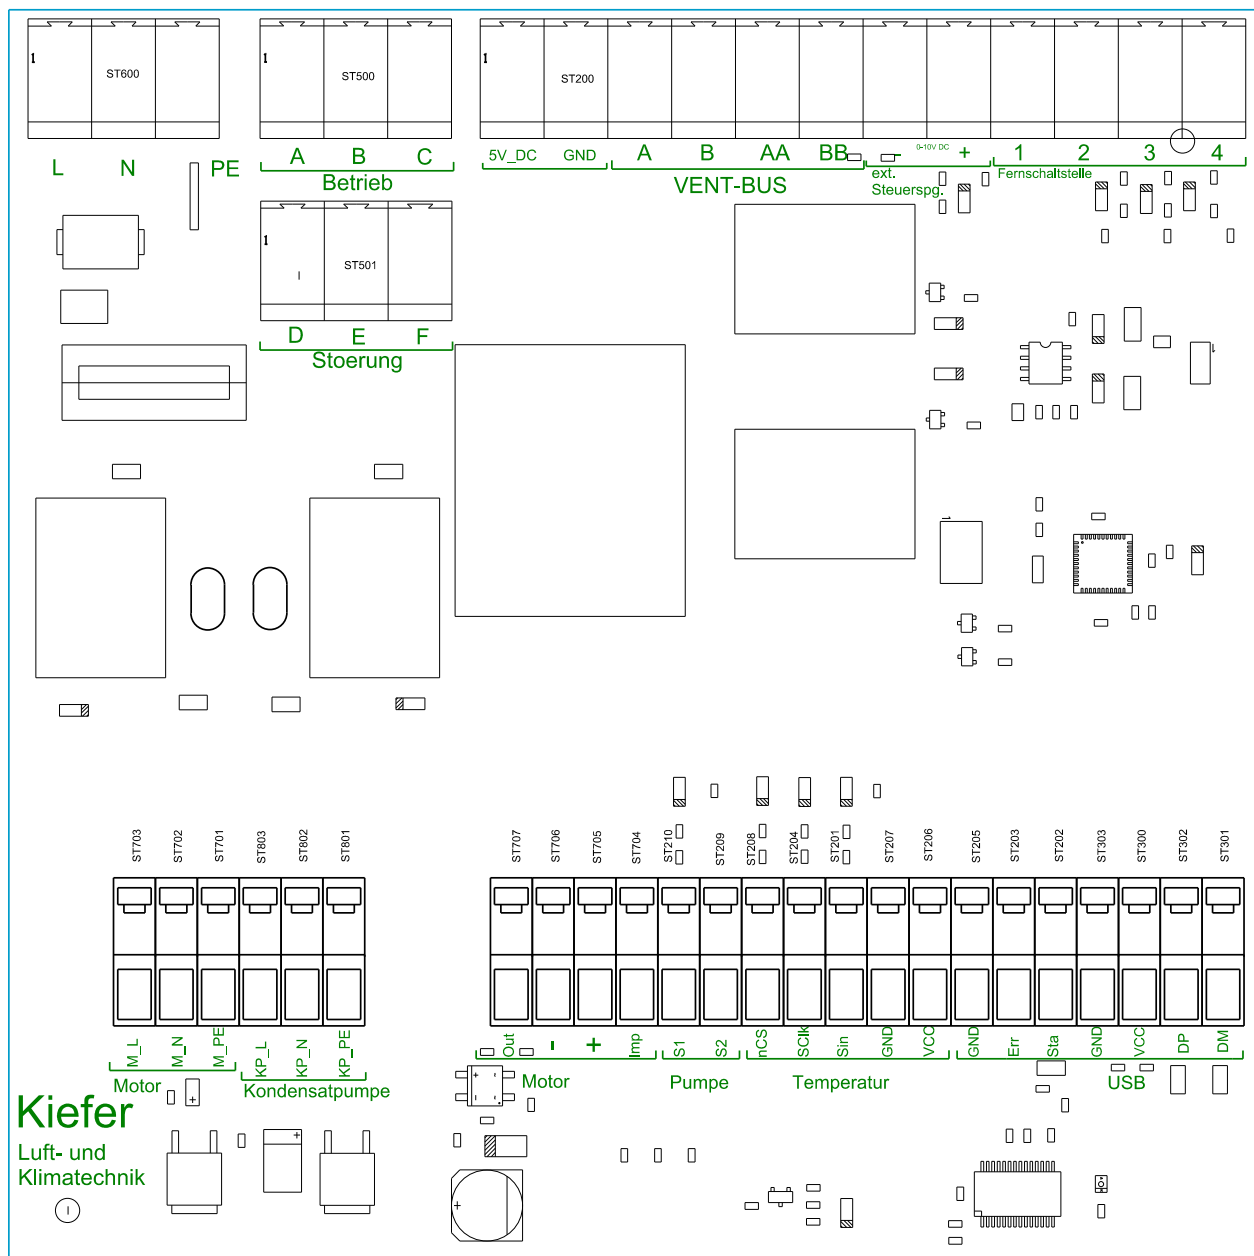 1 ST600
1 ST500
1 ST200
L N PE
A B C
Betrieb
5V_DC GND A B AA BB - 0-10V DC + 1 2 3 4
VENT-BUS
ext.
Steuerspg.
Fernschaltstelle
1 ST501
D E F
Stoerung
1
1
ST703 ST702 ST701 ST803 ST802 ST801
ST707 ST706 ST705 ST704 ST210 ST209 ST208 ST204 ST201 ST207 ST206 ST205 ST203 ST202 ST303 ST300 ST302 ST301
M_L M_N M_PE KP_L KP_N KP_PE
Out - + Imp S1 S2 nCS SClk Sin GND VCC GND Err Sta GND VCC DP DM
Motor Kondensatpumpe
Motor Pumpe Temperatur USB
Kiefer
Luft- und
Klimatechnik